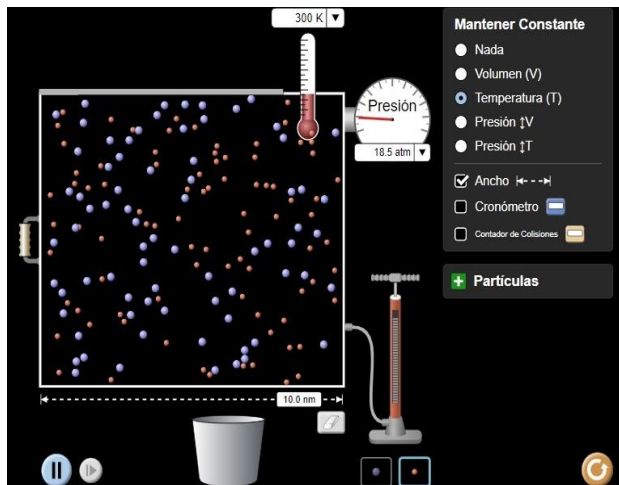 300 K
Presión
18.5 atm
10.0 nm
Mantener Constante
Nada
Volumen (V)
Temperatura (T)
Presión ↕V
Presión ↕T
Ancho
Cronómetro
Contador de Colisiones
Partículas